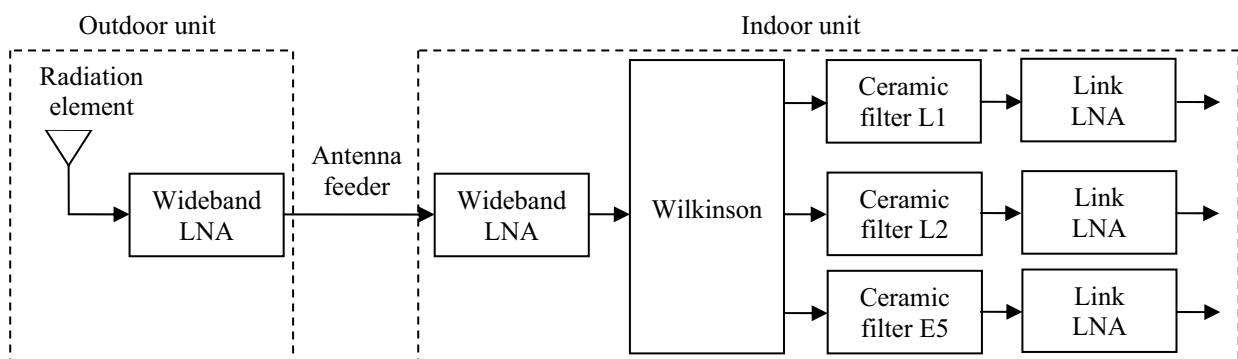 Outdoor unit
Indoor unit
Radiation
element
Antenna
feeder
Wideband
LNA
Wideband
LNA
Wilkinson
Ceramic
filter L1
Link
LNA
Ceramic
filter L2
Link
LNA
Ceramic
filter E5
Link
LNA